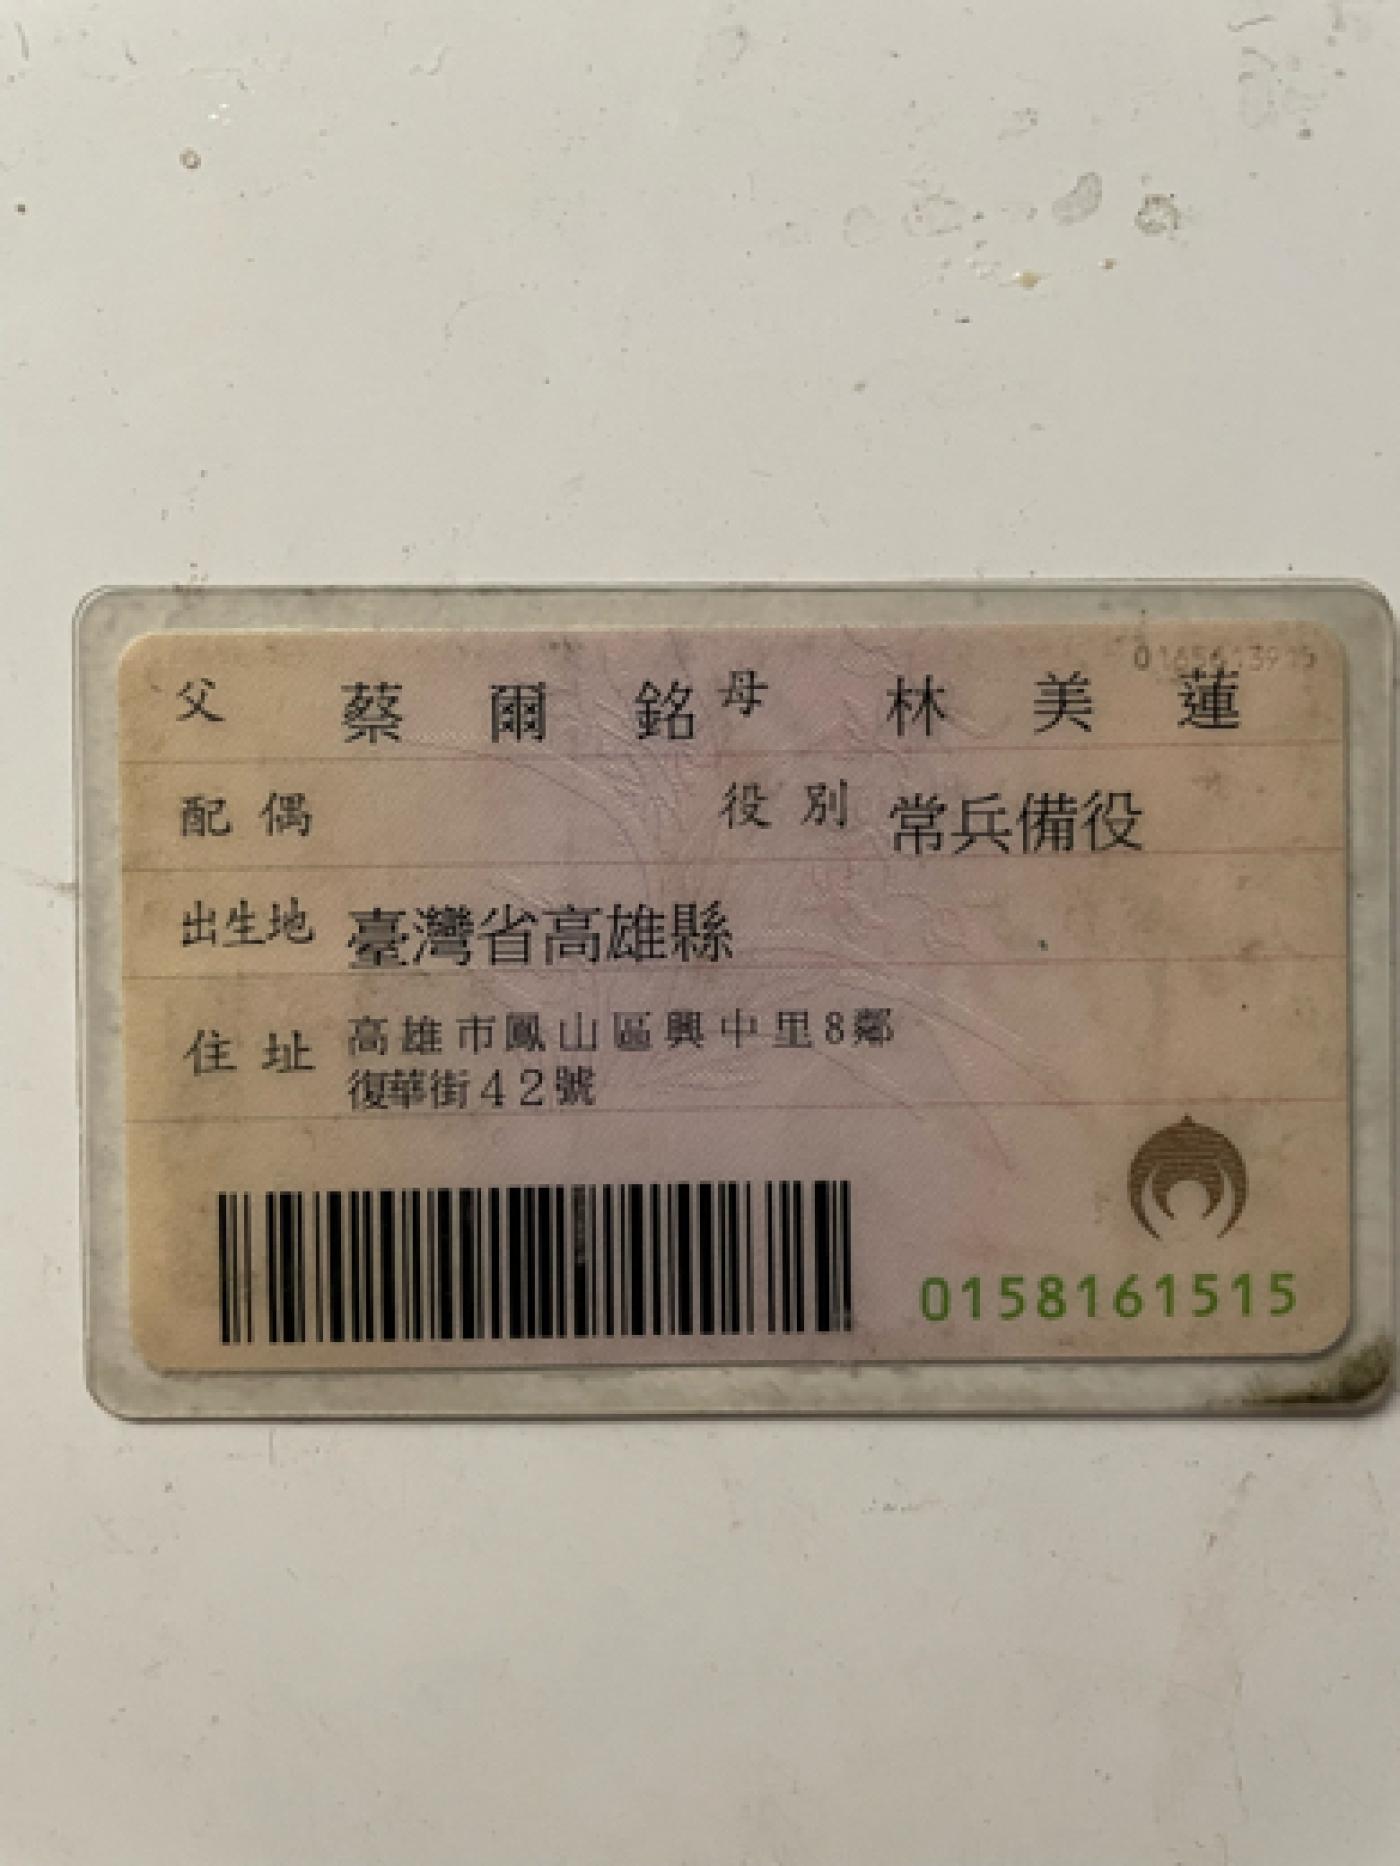 父 蔡爾銘 母 林美蓮
配偶 役別 常兵備役
出生地 臺灣省高雄縣
住址 高雄市鳳山區興中里8鄰
復華街42號
0158161515